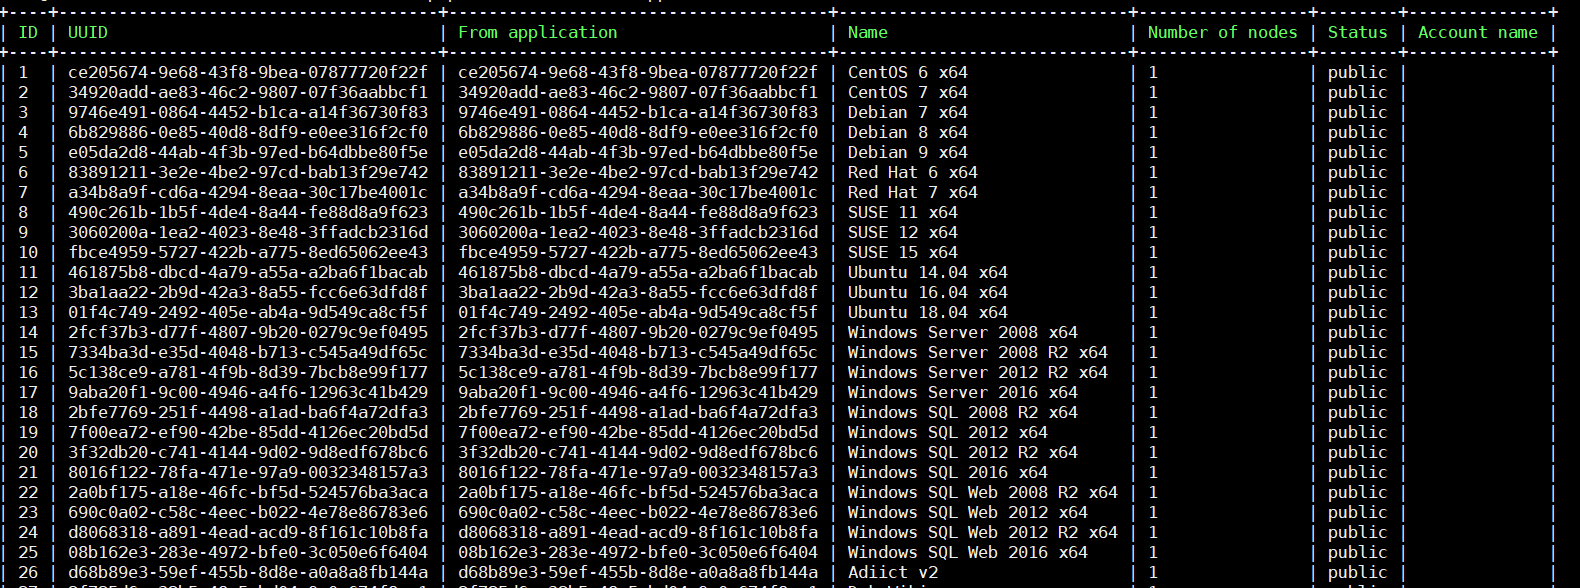 | ID | UUID | From application | Name | Number of nodes | Status | Account name |
| 1 | ce205674-9e68-43f8-9bea-07877720f22f | ce205674-9e68-43f8-9bea-07877720f22f | CentOS 6 x64 | 1 | public | |
| 2 | 34920add-ae83-46c2-9807-07f36aabbcf1 | 34920add-ae83-46c2-9807-07f36aabbcf1 | CentOS 7 x64 | 1 | public | |
| 3 | 9746e491-0864-4452-b1ca-a14f36730f83 | 9746e491-0864-4452-b1ca-a14f36730f83 | Debian 7 x64 | 1 | public | |
| 4 | 6b829886-0e85-40d8-8df9-e0ee316f2cf0 | 6b829886-0e85-40d8-8df9-e0ee316f2cf0 | Debian 8 x64 | 1 | public | |
| 5 | e05da2d8-44ab-4f3b-97ed-b64dbbe80f5e | e05da2d8-44ab-4f3b-97ed-b64dbbe80f5e | Debian 9 x64 | 1 | public | |
| 6 | 83891211-3e2e-4be2-97cd-bab13f29e742 | 83891211-3e2e-4be2-97cd-bab13f29e742 | Red Hat 6 x64 | 1 | public | |
| 7 | a34b8a9f-cd6a-4294-8eaa-30c17be4001c | a34b8a9f-cd6a-4294-8eaa-30c17be4001c | Red Hat 7 x64 | 1 | public | |
| 8 | 490c261b-1b5f-4de4-8a44-fe88d8a9f623 | 490c261b-1b5f-4de4-8a44-fe88d8a9f623 | SUSE 11 x64 | 1 | public | |
| 9 | 3060200a-1ea2-4023-8e48-3ffadcb2316d | 3060200a-1ea2-4023-8e48-3ffadcb2316d | SUSE 12 x64 | 1 | public | |
| 10 | fbce4959-5727-422b-a775-8ed65062ee43 | fbce4959-5727-422b-a775-8ed65062ee43 | SUSE 15 x64 | 1 | public | |
| 11 | 461875b8-dbcd-4a79-a55a-a2ba6f1bacab | 461875b8-dbcd-4a79-a55a-a2ba6f1bacab | Ubuntu 14.04 x64 | 1 | public | |
| 12 | 3ba1aa22-2b9d-42a3-8a55-fcc6e63dfd8f | 3ba1aa22-2b9d-42a3-8a55-fcc6e63dfd8f | Ubuntu 16.04 x64 | 1 | public | |
| 13 | 01f4c749-2492-405e-ab4a-9d549ca8cf5f | 01f4c749-2492-405e-ab4a-9d549ca8cf5f | Ubuntu 18.04 x64 | 1 | public | |
| 14 | 2fcf37b3-d77f-4807-9b20-0279c9ef0495 | 2fcf37b3-d77f-4807-9b20-0279c9ef0495 | Windows Server 2008 x64 | 1 | public | |
| 15 | 7334ba3d-e35d-4048-b713-c545a49df65c | 7334ba3d-e35d-4048-b713-c545a49df65c | Windows Server 2008 R2 x64 | 1 | public | |
| 16 | 5c138ce9-a781-4f9b-8d39-7bcb8e99f177 | 5c138ce9-a781-4f9b-8d39-7bcb8e99f177 | Windows Server 2012 R2 x64 | 1 | public | |
| 17 | 9aba20f1-9c00-4946-a4f6-12963c41b429 | 9aba20f1-9c00-4946-a4f6-12963c41b429 | Windows Server 2016 x64 | 1 | public | |
| 18 | 2bfe7769-251f-4498-a1ad-ba6f4a72dfa3 | 2bfe7769-251f-4498-a1ad-ba6f4a72dfa3 | Windows SQL 2008 R2 x64 | 1 | public | |
| 19 | 7f00ea72-ef90-42be-85dd-4126ec20bd5d | 7f00ea72-ef90-42be-85dd-4126ec20bd5d | Windows SQL 2012 x64 | 1 | public | |
| 20 | 3f32db20-c741-4144-9d02-9d8edf678bc6 | 3f32db20-c741-4144-9d02-9d8edf678bc6 | Windows SQL 2012 R2 x64 | 1 | public | |
| 21 | 8016f122-78fa-471e-97a9-0032348157a3 | 8016f122-78fa-471e-97a9-0032348157a3 | Windows SQL 2016 x64 | 1 | public | |
| 22 | 2a0bf175-a18e-46fc-bf5d-524576ba3aca | 2a0bf175-a18e-46fc-bf5d-524576ba3aca | Windows SQL Web 2008 R2 x64 | 1 | public | |
| 23 | 690c0a02-c58c-4eec-b022-4e78e86783e6 | 690c0a02-c58c-4eec-b022-4e78e86783e6 | Windows SQL Web 2012 x64 | 1 | public | |
| 24 | d8068318-a891-4ead-acd9-8f161c10b8fa | d8068318-a891-4ead-acd9-8f161c10b8fa | Windows SQL Web 2012 R2 x64 | 1 | public | |
| 25 | 08b162e3-283e-4972-bfe0-3c050e6f6404 | 08b162e3-283e-4972-bfe0-3c050e6f6404 | Windows SQL Web 2016 x64 | 1 | public | |
| 26 | d68b89e3-59ef-455b-8d8e-a0a8a8fb144a | d68b89e3-59ef-455b-8d8e-a0a8a8fb144a | Adiict v2 | 1 | public | |